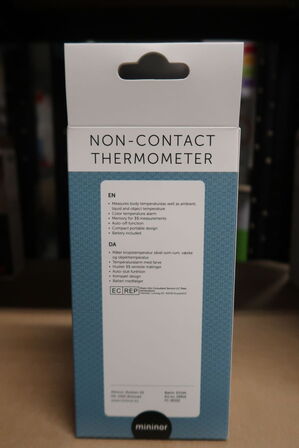 NON-CONTACT
THERMOMETER
EN
• Measures body temperature as well as ambient,
liquid and object temperature
• Color temperature alarm
• Memory for 35 measurements
• Auto-off function
• Compact portable design
• Battery included
DA
• Måler kropstemperatur såvel som rum, væske
og objekttemperatur
• Temperaturalarm med farve
• Husker 35 seneste målinger
• Auto-sluk funktion
• Kompakt design
• Batteri medfølger
EC REP
mininor